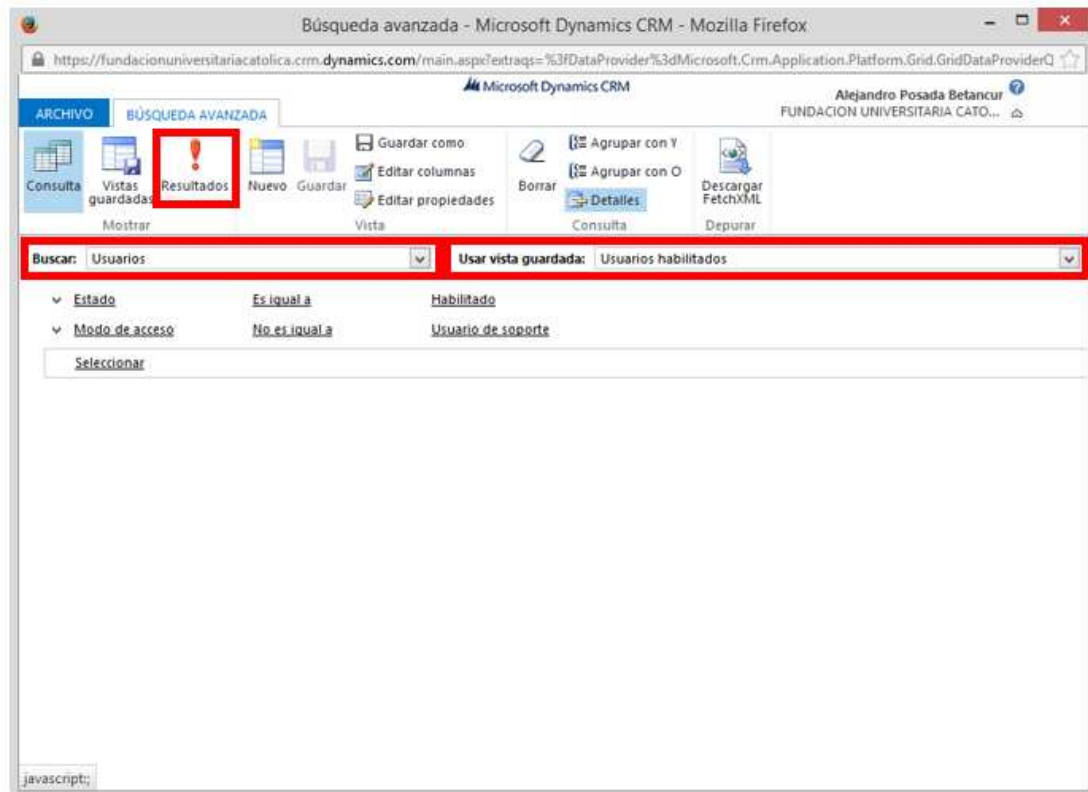 Búsqueda avanzada - Microsoft Dynamics CRM - Mozilla Firefox
https://fundacionuniversitariacatolica.crm.dynamics.com/main.aspx?extraqs=%3fDataProvider%3dMicrosoft.Crm.Application.Platform.Grid.GridDataProviderQ
Microsoft Dynamics CRM
Alejandro Posada Betancur
FUNDACION UNIVERSITARIA CATO...
ARCHIVO
BÚSQUEDA AVANZADA
Consulta
Vistas guardadas
Resultados
Mostrar
Nuevo
Guardar
Guardar como
Editar columnas
Editar propiedades
Vista
Borrar
Agrupar con Y
Agrupar con O
Detalles
Consulta
Descargar FetchXML
Depurar
Buscar: Usuarios
Usar vista guardada: Usuarios habilitados
Estado Es igual a Habilitado
Modo de acceso No es igual a Usuario de soporte
Seleccionar
javascript:;